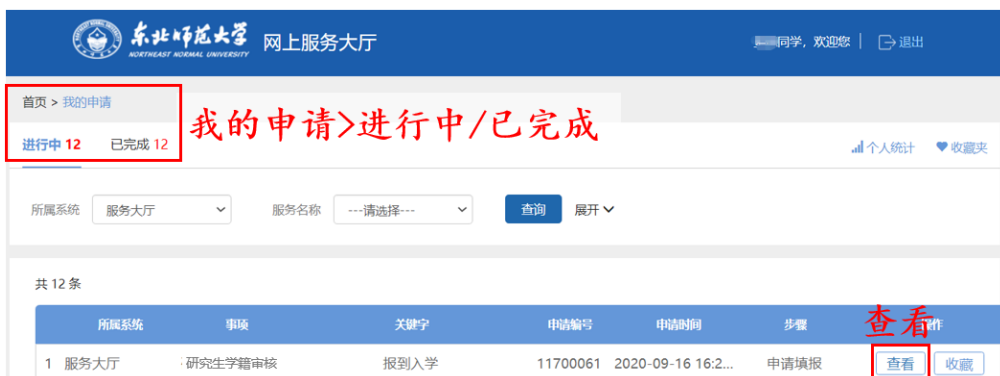 东北师范大学 网上服务大厅
NORTHEAST NORMAL UNIVERSITY
同学，欢迎您 | 退出
首页 > 我的申请
我的申请>进行中/已完成
进行中 12 已完成 12
个人统计 收藏夹
所属系统 服务大厅 服务名称 ---请选择--- 查询 展开
共 12 条
查看
所属系统 事项 关键字 申请编号 申请时间 步骤 作
1 服务大厅 研究生学籍审核 报到入学 11700061 2020-09-16 16:2... 申请填报 查看 收藏